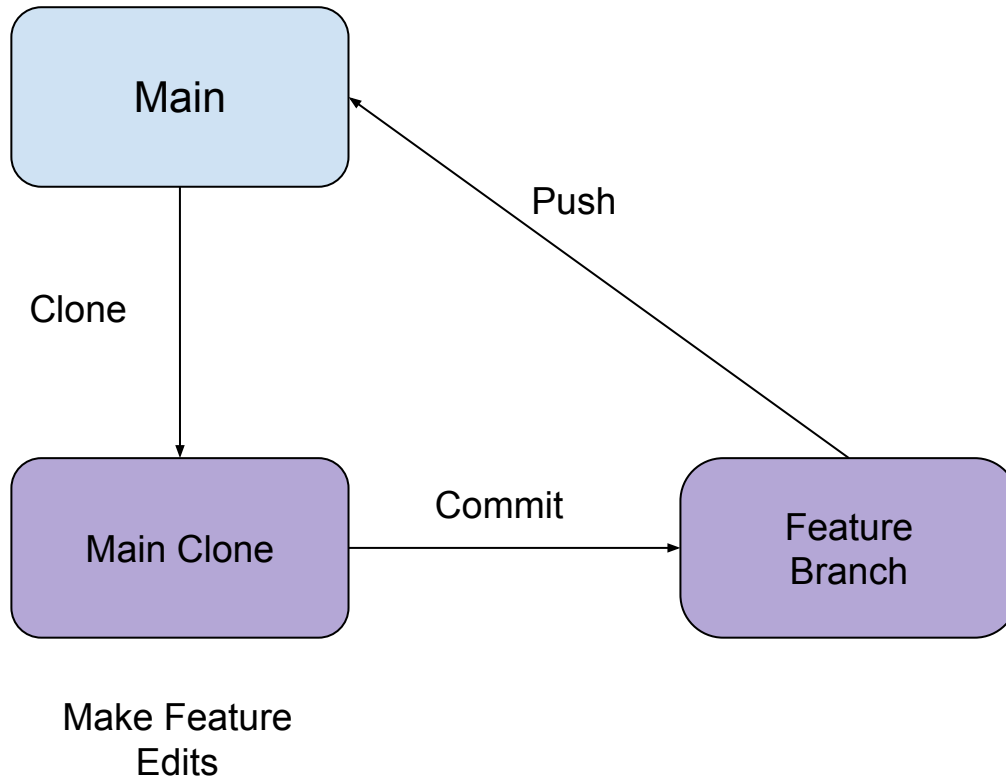 Main
Push
Clone
Commit
Main Clone
Feature
Branch
Make Feature
Edits